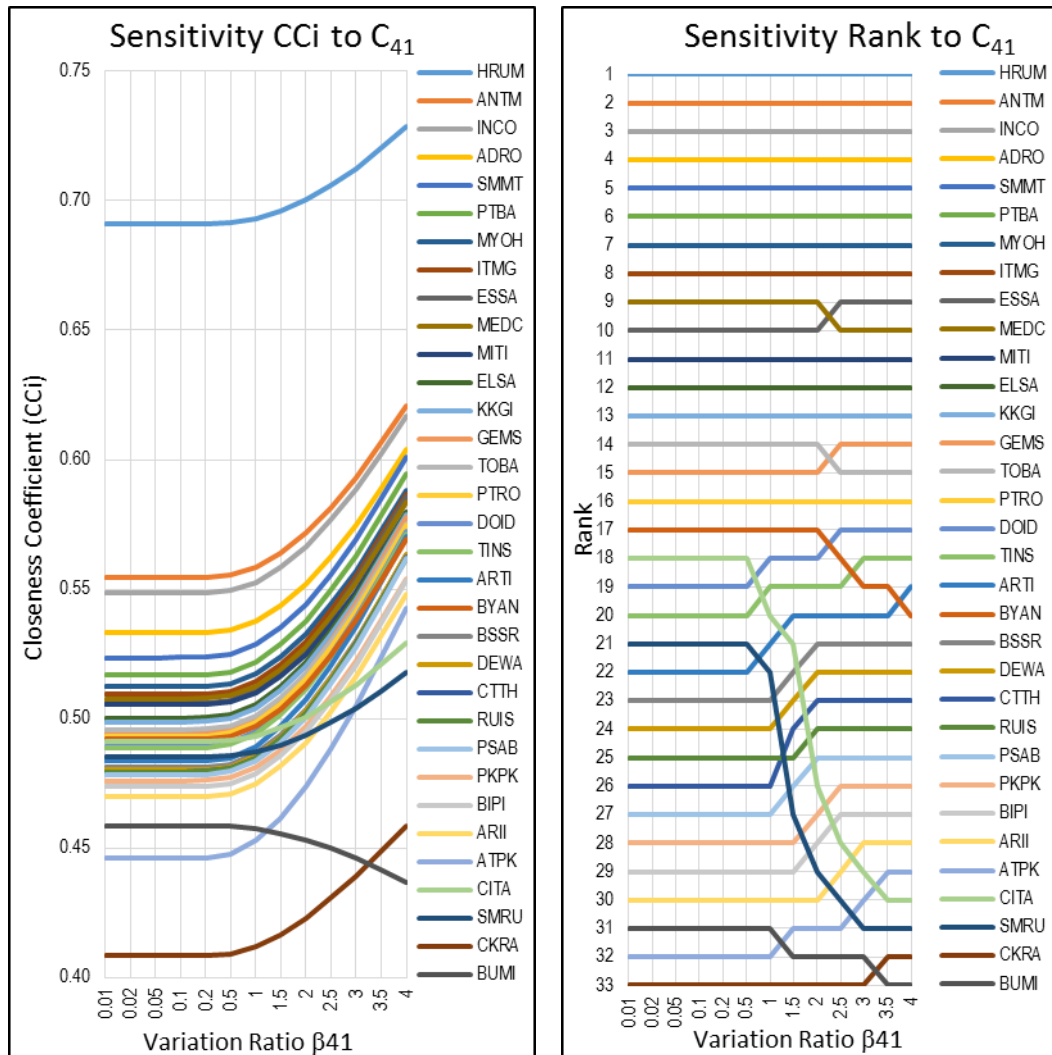 Sensitivity CCi to C41
0.75
0.70
0.65
0.60
0.55
0.50
0.45
0.40
Closeness Coefficient (CCi)
0.01 0.02 0.05 0.1 0.2 0.5 1 1.5 2 2.5 3 3.5 4
Variation Ratio β41
HRUM
ANTM
INCO
ADRO
SMMT
PTBA
MYOH
ITMG
ESSA
MEDC
MITI
ELSA
KKGI
GEMS
TOBA
PTRO
DOID
TINS
ARTI
BYAN
BSSR
DEWA
CTTH
RUIS
PSAB
PKPK
BIPI
ARII
ATPK
CITA
SMRU
CKRA
BUMI
Sensitivity Rank to C41
1
2
3
4
5
6
7
8
9
10
11
12
13
14
15
16
17
18
19
20
21
22
23
24
25
26
27
28
29
30
31
32
33
Rank
0.01 0.02 0.05 0.1 0.2 0.5 1 1.5 2 2.5 3 3.5 4
Variation Ratio β41
HRUM
ANTM
INCO
ADRO
SMMT
PTBA
MYOH
ITMG
ESSA
MEDC
MITI
ELSA
KKGI
GEMS
TOBA
PTRO
DOID
TINS
ARTI
BYAN
BSSR
DEWA
CTTH
RUIS
PSAB
PKPK
BIPI
ARII
ATPK
CITA
SMRU
CKRA
BUMI